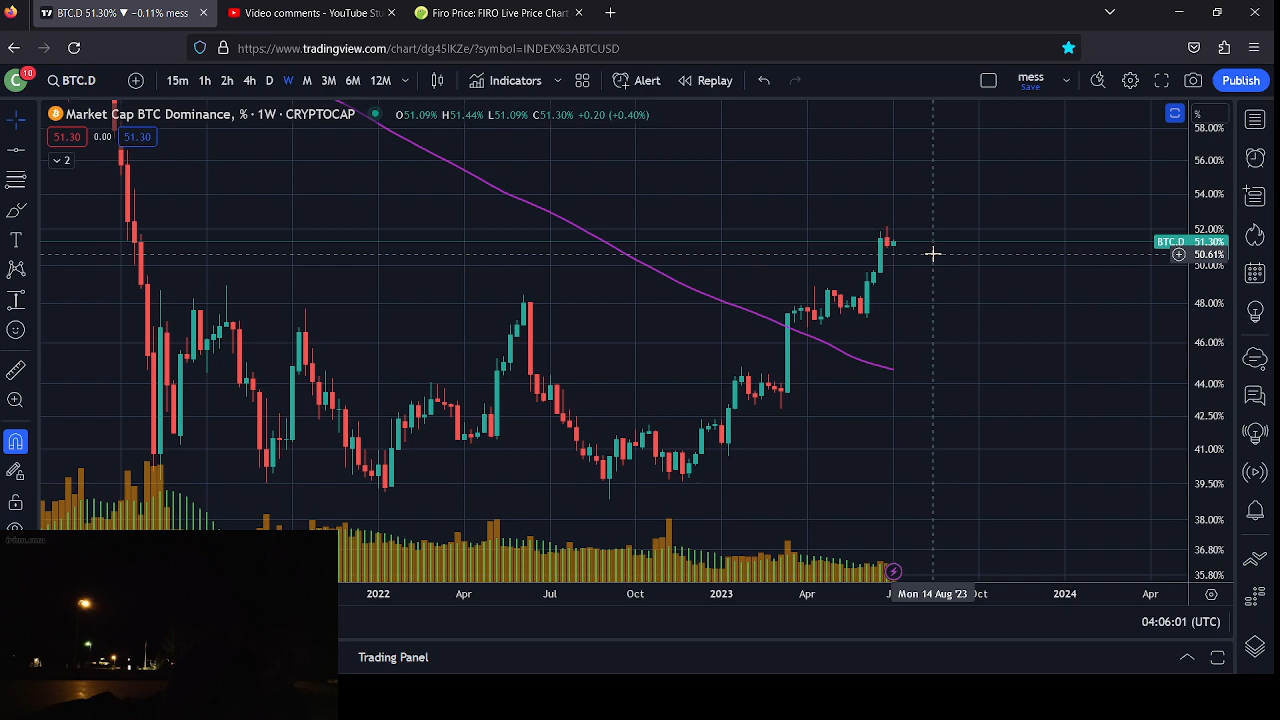 BTC.D 51.30% ▼ −0.11% mess
Video comments - YouTube Stu
Firo Price: FIRO Live Price Chart
https://www.tradingview.com/chart/dg45lKZe/?symbol=INDEX%3ABTCUSD
C 10 BTC.D 15m 1h 2h 4h D W M 3M 6M 12M Indicators Alert Replay mess Save Publish
Market Cap BTC Dominance, % · 1W · CRYPTOCAP O51.09% H51.44% L51.09% C51.30% +0.20 (+0.40%)
%
51.30 0.00 51.30
2
58.00%
56.00%
54.00%
52.00%
BTC.D 51.30%
50.61%
50.00%
48.00%
46.00%
44.00%
42.50%
41.00%
39.50%
38.00%
36.80%
35.80%
2022 Apr Jul Oct 2023 Apr Mon 14 Aug '23 Oct 2024 Apr
04:06:01 (UTC)
Trading Panel